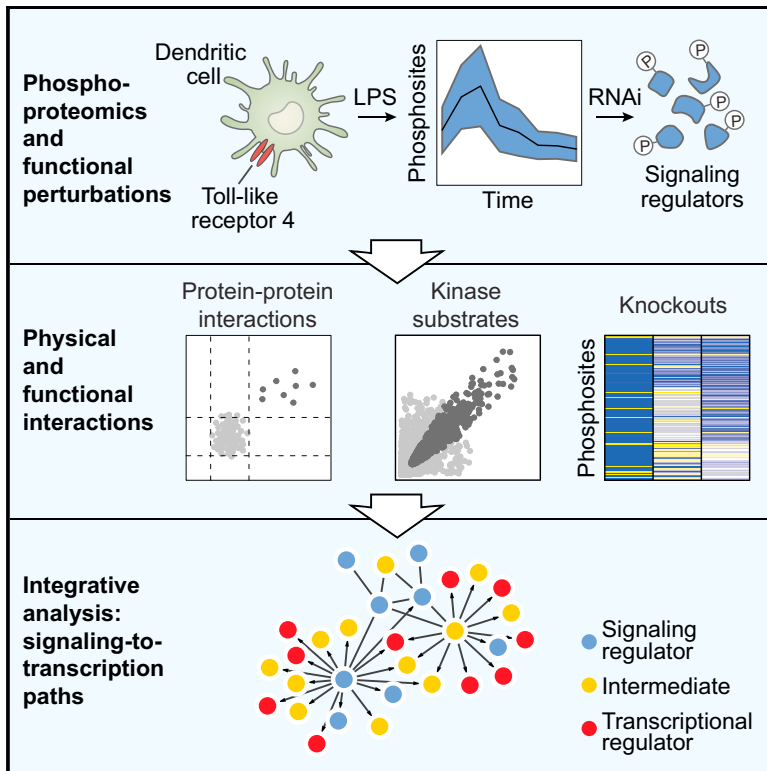 Phospho-
proteomics
and
functional
perturbations
Dendritic
cell
Toll-like
receptor 4
LPS
Phosphosites
Time
RNAi
P
P
P
P
P
Signaling
regulators
Physical
and
functional
interactions
Protein-protein
interactions
Kinase
substrates
Knockouts
Phosphosites
Integrative
analysis:
signaling-to-
transcription
paths
Signaling
regulator
Intermediate
Transcriptional
regulator